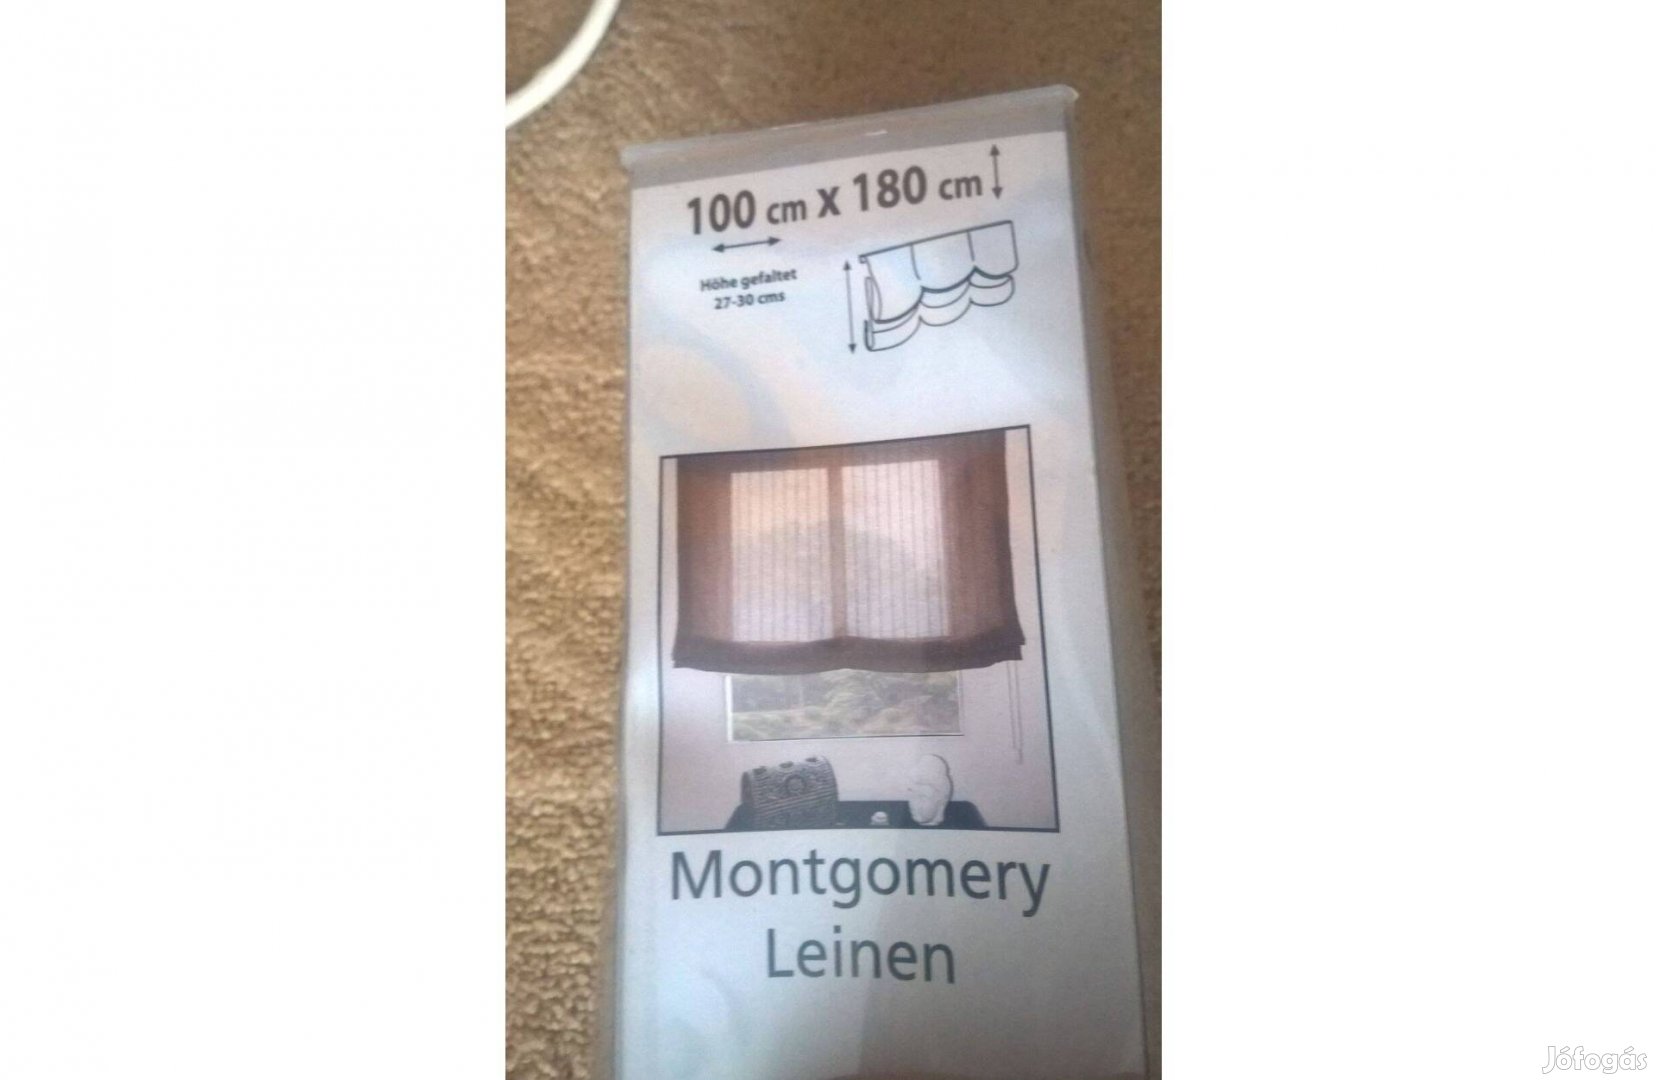 100 cm x 180 cm
Höhe gefaltet
27-30 cms
Montgomery
Leinen
Jófogás